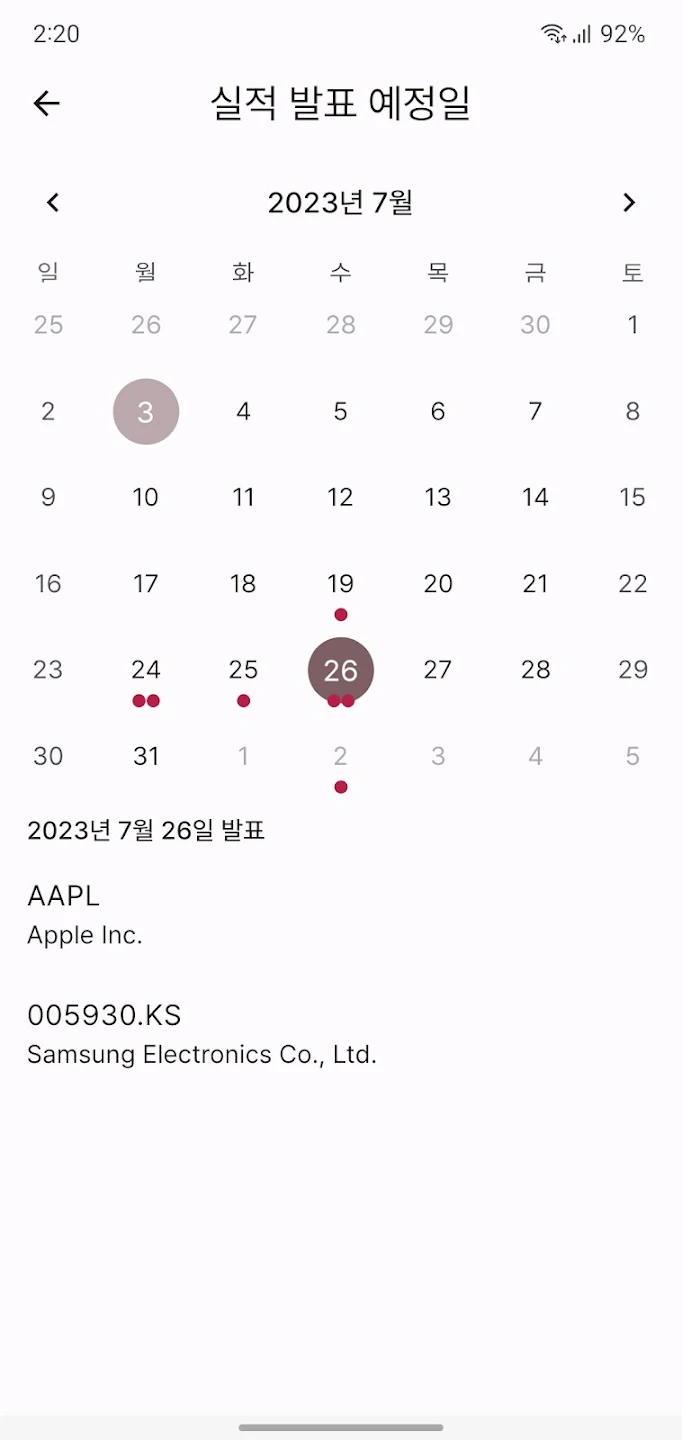 2:20 92%
실적 발표 예정일
2023년 7월
일 월 화 수 목 금 토
25 26 27 28 29 30 1
2 3 4 5 6 7 8
9 10 11 12 13 14 15
16 17 18 19 20 21 22
23 24 25 26 27 28 29
30 31 1 2 3 4 5
2023년 7월 26일 발표
AAPL
Apple Inc.
005930.KS
Samsung Electronics Co., Ltd.